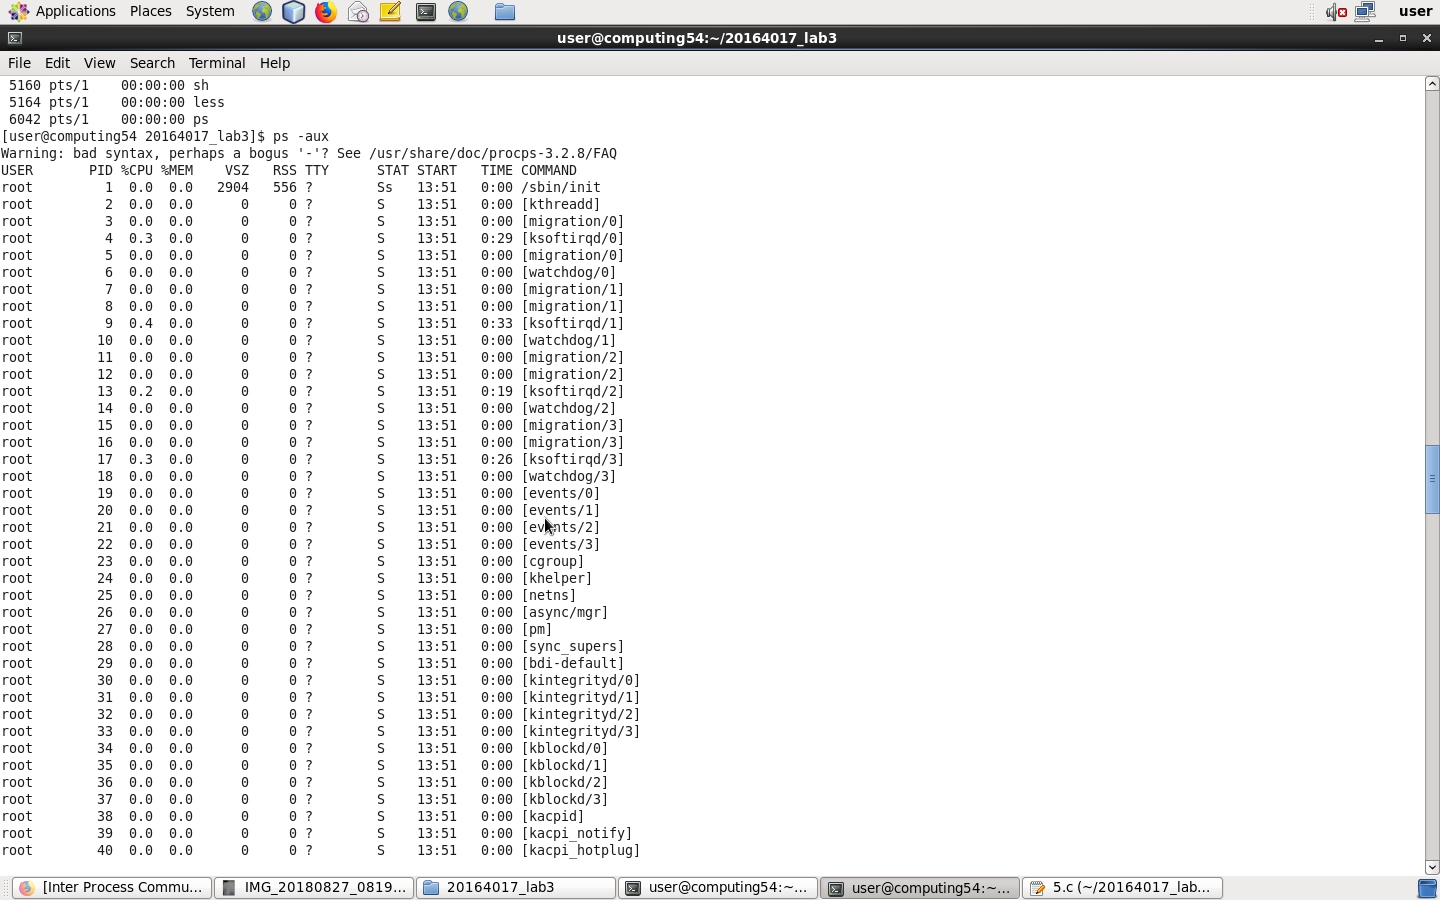 Applications Places System user
user@computing54:~/20164017_lab3
File Edit View Search Terminal Help
5160 pts/1    00:00:00 sh
5164 pts/1    00:00:00 less
6042 pts/1    00:00:00 ps
[user@computing54 20164017_lab3]$ ps -aux
Warning: bad syntax, perhaps a bogus '-'? See /usr/share/doc/procps-3.2.8/FAQ
USER       PID %CPU %MEM    VSZ   RSS TTY      STAT START   TIME COMMAND
root         1  0.0  0.0   2904   556 ?        Ss   13:51   0:00 /sbin/init
root         2  0.0  0.0      0     0 ?        S    13:51   0:00 [kthreadd]
root         3  0.0  0.0      0     0 ?        S    13:51   0:00 [migration/0]
root         4  0.3  0.0      0     0 ?        S    13:51   0:29 [ksoftirqd/0]
root         5  0.0  0.0      0     0 ?        S    13:51   0:00 [migration/0]
root         6  0.0  0.0      0     0 ?        S    13:51   0:00 [watchdog/0]
root         7  0.0  0.0      0     0 ?        S    13:51   0:00 [migration/1]
root         8  0.0  0.0      0     0 ?        S    13:51   0:00 [migration/1]
root         9  0.4  0.0      0     0 ?        S    13:51   0:33 [ksoftirqd/1]
root        10  0.0  0.0      0     0 ?        S    13:51   0:00 [watchdog/1]
root        11  0.0  0.0      0     0 ?        S    13:51   0:00 [migration/2]
root        12  0.0  0.0      0     0 ?        S    13:51   0:00 [migration/2]
root        13  0.2  0.0      0     0 ?        S    13:51   0:19 [ksoftirqd/2]
root        14  0.0  0.0      0     0 ?        S    13:51   0:00 [watchdog/2]
root        15  0.0  0.0      0     0 ?        S    13:51   0:00 [migration/3]
root        16  0.0  0.0      0     0 ?        S    13:51   0:00 [migration/3]
root        17  0.3  0.0      0     0 ?        S    13:51   0:26 [ksoftirqd/3]
root        18  0.0  0.0      0     0 ?        S    13:51   0:00 [watchdog/3]
root        19  0.0  0.0      0     0 ?        S    13:51   0:00 [events/0]
root        20  0.0  0.0      0     0 ?        S    13:51   0:00 [events/1]
root        21  0.0  0.0      0     0 ?        S    13:51   0:00 [events/2]
root        22  0.0  0.0      0     0 ?        S    13:51   0:00 [events/3]
root        23  0.0  0.0      0     0 ?        S    13:51   0:00 [cgroup]
root        24  0.0  0.0      0     0 ?        S    13:51   0:00 [khelper]
root        25  0.0  0.0      0     0 ?        S    13:51   0:00 [netns]
root        26  0.0  0.0      0     0 ?        S    13:51   0:00 [async/mgr]
root        27  0.0  0.0      0     0 ?        S    13:51   0:00 [pm]
root        28  0.0  0.0      0     0 ?        S    13:51   0:00 [sync_supers]
root        29  0.0  0.0      0     0 ?        S    13:51   0:00 [bdi-default]
root        30  0.0  0.0      0     0 ?        S    13:51   0:00 [kintegrityd/0]
root        31  0.0  0.0      0     0 ?        S    13:51   0:00 [kintegrityd/1]
root        32  0.0  0.0      0     0 ?        S    13:51   0:00 [kintegrityd/2]
root        33  0.0  0.0      0     0 ?        S    13:51   0:00 [kintegrityd/3]
root        34  0.0  0.0      0     0 ?        S    13:51   0:00 [kblockd/0]
root        35  0.0  0.0      0     0 ?        S    13:51   0:00 [kblockd/1]
root        36  0.0  0.0      0     0 ?        S    13:51   0:00 [kblockd/2]
root        37  0.0  0.0      0     0 ?        S    13:51   0:00 [kblockd/3]
root        38  0.0  0.0      0     0 ?        S    13:51   0:00 [kacpid]
root        39  0.0  0.0      0     0 ?        S    13:51   0:00 [kacpi_notify]
root        40  0.0  0.0      0     0 ?        S    13:51   0:00 [kacpi_hotplug]
[Inter Process Commu... IMG_20180827_0819... 20164017_lab3 user@computing54:~... user@computing54:~... 5.c (~/20164017_lab...